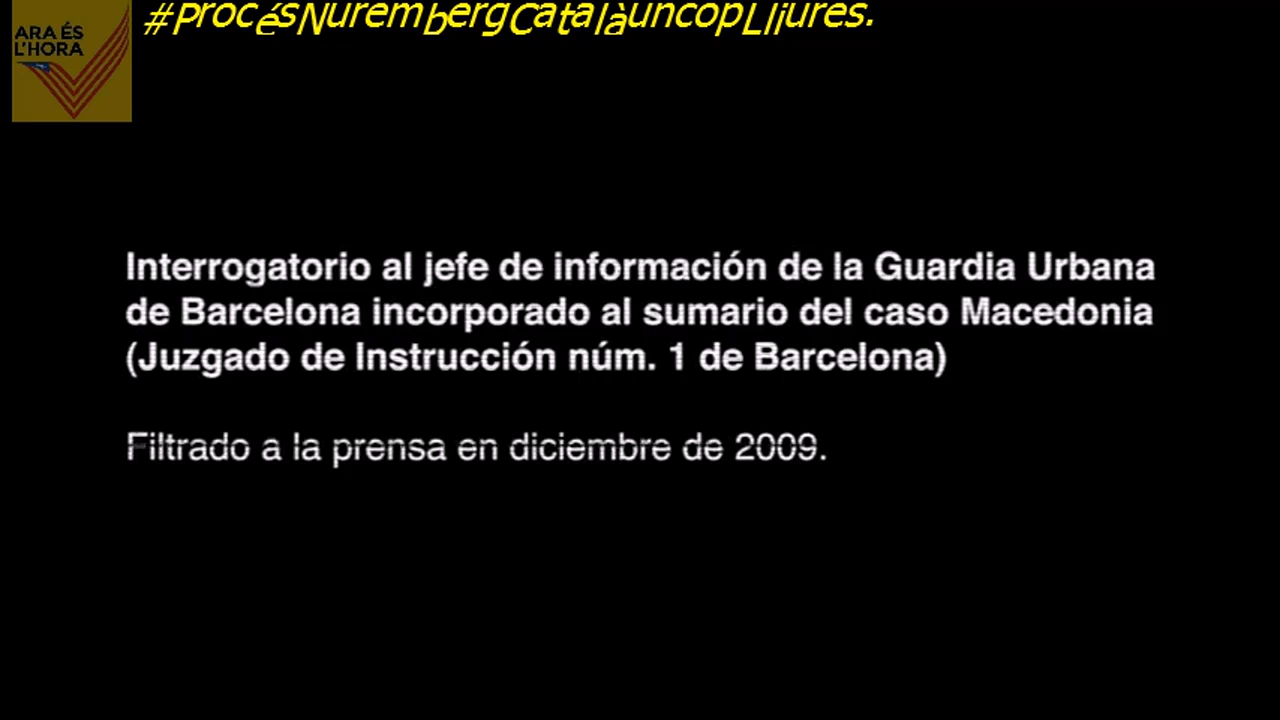 #ProcésNurembergCatalàuncopLliures.
ARA ÉS
L'HORA
Interrogatorio al jefe de información de la Guardia Urbana
de Barcelona incorporado al sumario del caso Macedonia
(Juzgado de Instrucción núm. 1 de Barcelona)
Filtrado a la prensa en diciembre de 2009.